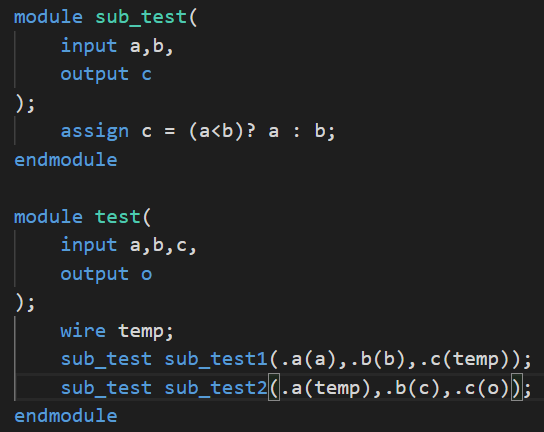 module sub_test(
    input a,b,
    output c
);
    assign c = (a<b)? a : b;
endmodule

module test(
    input a,b,c,
    output o
);
    wire temp;
    sub_test sub_test1(.a(a),.b(b),.c(temp));
    sub_test sub_test2(.a(temp),.b(c),.c(o));
endmodule